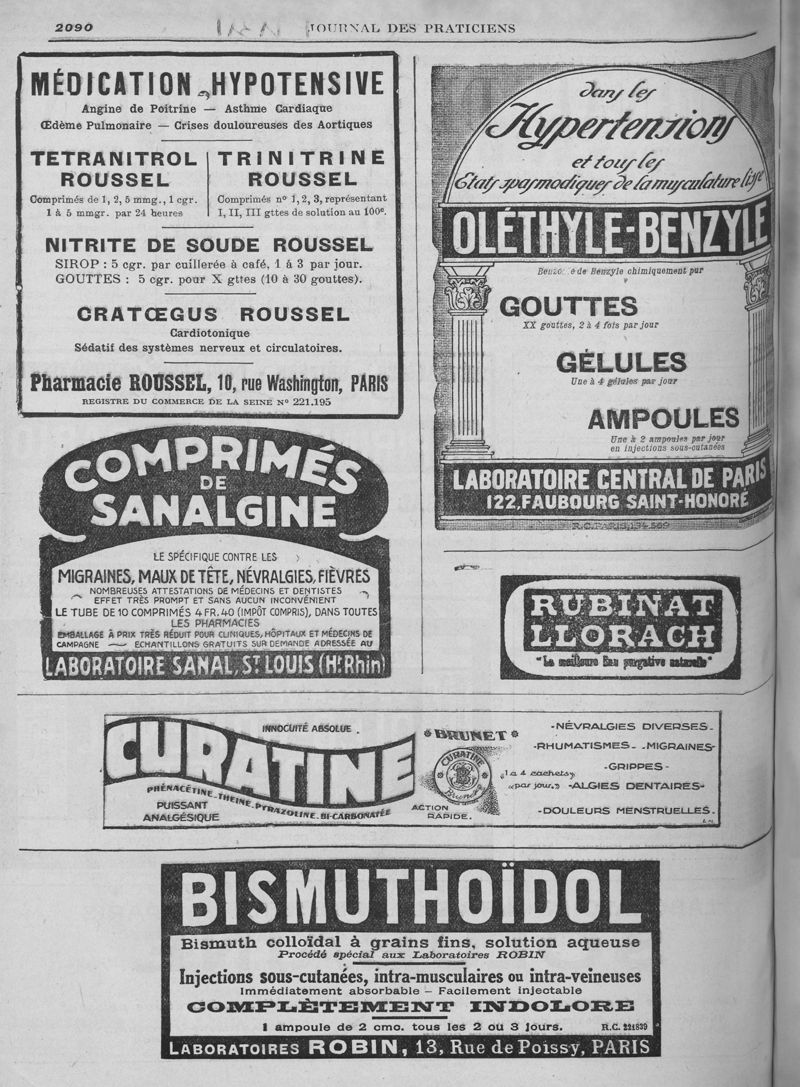 2090
JOURNAL DES PRATICIENS
MÉDICATION HYPOTENSIVE
Angine de Poitrine — Asthme Cardiaque
Œdème Pulmonaire — Crises douloureuses des Aortiques
TETRANITROL
ROUSSEL
Comprimés de 1, 2, 5 mmg., 1 cgr.
1 à 5 mmgr. par 24 heures
TRINITRINE
ROUSSEL
Comprimés nº 1, 2, 3, représentant
I, II, III gttes de solution au 100e.
NITRITE DE SOUDE ROUSSEL
SIROP : 5 cgr. par cuillerée à café, 1 à 3 par jour.
GOUTTES : 5 cgr. pour X gttes (10 à 30 gouttes).
CRATŒGUS ROUSSEL
Cardiotonique
Sédatif des systèmes nerveux et circulatoires.
Pharmacie ROUSSEL, 10, rue Washington, PARIS
REGISTRE DU COMMERCE DE LA SEINE Nº 221.195
dans les
Hypertensions
et tous les
États spasmodiques de la musculature lisse
OLÉTHYLE-BENZYLE
de Benzyle chimiquement pur
GOUTTES
XX gouttes, 2 à 4 fois par jour
GÉLULES
Une à 4 gélules par jour
AMPOULES
Une à 2 ampoules par jour
en injections sous-cutanées
LABORATOIRE CENTRAL DE PARIS
122, FAUBOURG SAINT-HONORÉ
R.C. PARIS, 134.509
COMPRIMÉS
DE
SANALGINE
LE SPÉCIFIQUE CONTRE LES
MIGRAINES, MAUX DE TÊTE, NÉVRALGIES, FIÈVRES
NOMBREUSES ATTESTATIONS DE MÉDECINS ET DENTISTES
EFFET TRÈS PROMPT ET SANS AUCUN INCONVÉNIENT
LE TUBE DE 10 COMPRIMÉS 4 FR. 40 (IMPÔT COMPRIS), DANS TOUTES
LES PHARMACIES
EMBALLAGE À PRIX TRÈS RÉDUIT POUR CLINIQUES, HÔPITAUX ET MÉDECINS DE
CAMPAGNE — ECHANTILLONS GRATUITS SUR DEMANDE ADRESSÉE AU
LABORATOIRE SANAL, St LOUIS (Ht Rhin)
RUBINAT
LLORACH
"La meilleure Eau purgative naturelle"
INNOCUITÉ ABSOLUE.
CURATINE
PHÉNACÉTINE-THÉINE-PYRAZOLINE-BI-CARBONATÉE
PUISSANT
ANALGÉSIQUE
*BRUNET*
CURATINE
Brunet
ACTION
RAPIDE.
„1 a 4 cachets„
„par jour.„
-NÉVRALGIES DIVERSES-
-RHUMATISMES- -MIGRAINES-
-GRIPPES-
-ALGIES DENTAIRES-
-DOULEURS MENSTRUELLES-
BISMUTHOÏDOL
Bismuth colloïdal à grains fins, solution aqueuse
Procédé spécial aux Laboratoires ROBIN
Injections sous-cutanées, intra-musculaires ou intra-veineuses
Immédiatement absorbable — Facilement injectable
COMPLÈTEMENT INDOLORE
1 ampoule de 2 cmc. tous les 2 ou 3 jours.
R.C. 221839
LABORATOIRES ROBIN, 13, Rue de Poissy, PARIS